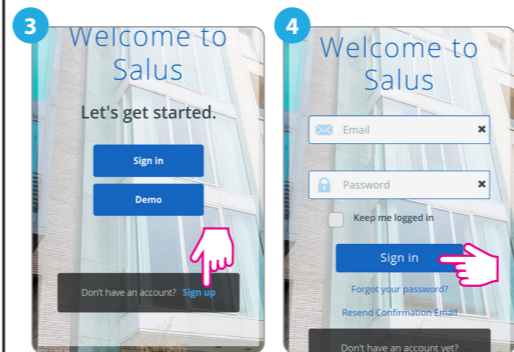 3
Welcome to
Salus
Let's get started.
Sign in
Demo
Don't have an account? Sign up
4
Welcome to
Salus
Email
Password
Keep me logged in
Sign in
Forgot your password?
Resend Confirmation Email
Don't have an account yet?